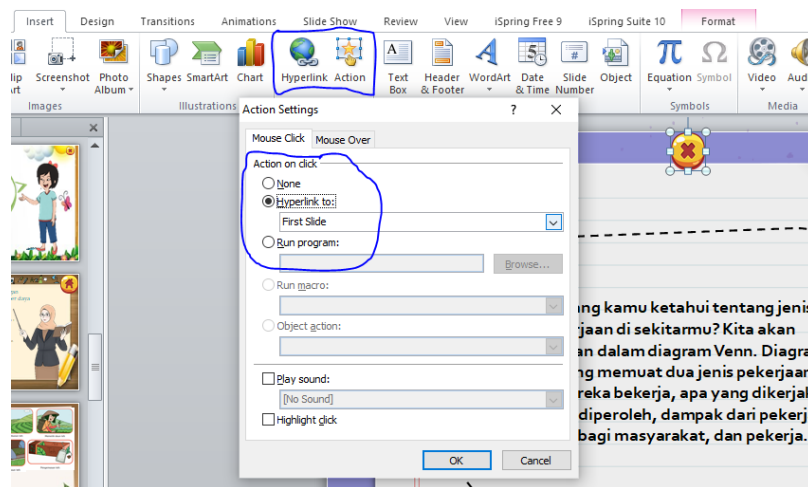 Insert Design Transitions Animations Slide Show Review View iSpring Free 9 iSpring Suite 10 Format
Screenshot Photo Album Shapes SmartArt Chart Hyperlink Action Text Box Header & Footer WordArt Date & Time Slide Number Object Equation Symbol Video
Images Illustrations Symbols Media
Action Settings ? X
Mouse Click Mouse Over
Action on click
None
Hyperlink to:
First Slide
Run program:
Browse...
Run macro:
Object action:
Play sound:
[No Sound]
Highlight click
OK Cancel
ng kamu ketahui tentang jenis
rjaan di sekitarmu? Kita akan
an dalam diagram Venn. Diagra
ng memuat dua jenis pekerjaan
reka bekerja, apa yang dikerjak
diperoleh, dampak dari pekerj
bagi masyarakat, dan pekerja.